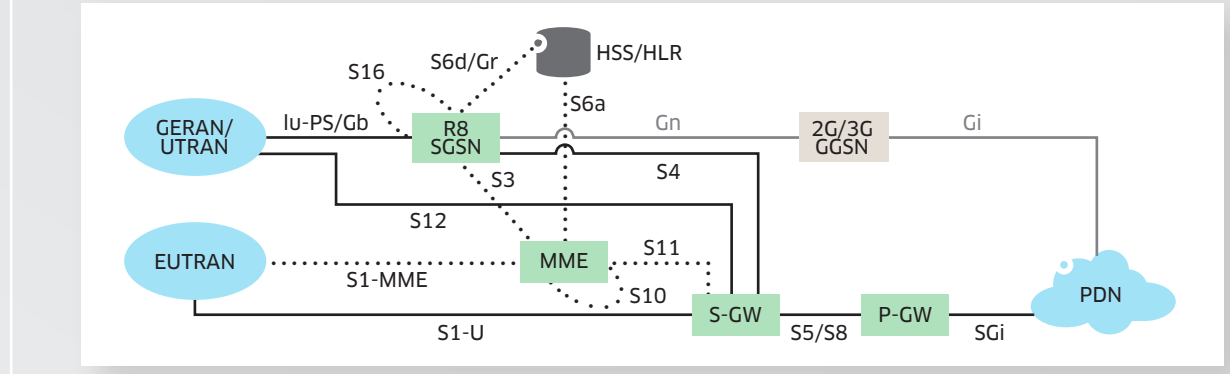 HSS/HLR
S6d/Gr
S16
S6a
GERAN/
UTRAN
Iu-PS/Gb
R8
SGSN
Gn
2G/3G
GGSN
Gi
S3
S4
S12
EUTRAN
S1-MME
MME
S11
S10
S1-U
S-GW
S5/S8
P-GW
SGi
PDN